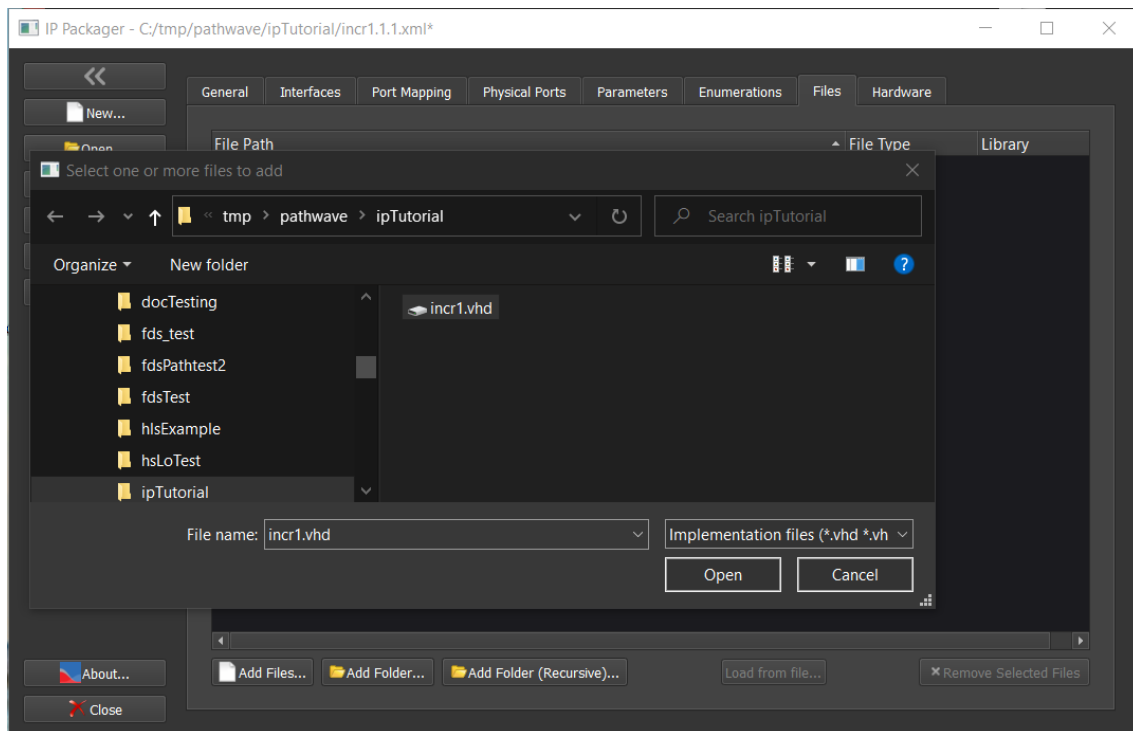 IP Packager - C:/tmp/pathwave/ipTutorial/incr1.1.1.xml*
New...
Open
General Interfaces Port Mapping Physical Ports Parameters Enumerations Files Hardware
File Path File Type Library
Select one or more files to add
« tmp > pathwave > ipTutorial Search ipTutorial
Organize New folder ?
docTesting
fds_test
fdsPathtest2
fdsTest
hlsExample
hsLoTest
ipTutorial
incr1.vhd
File name: incr1.vhd Implementation files (*.vhd *.vh
Open Cancel
Add Files... Add Folder... Add Folder (Recursive)... Load from file... Remove Selected Files
About...
Close